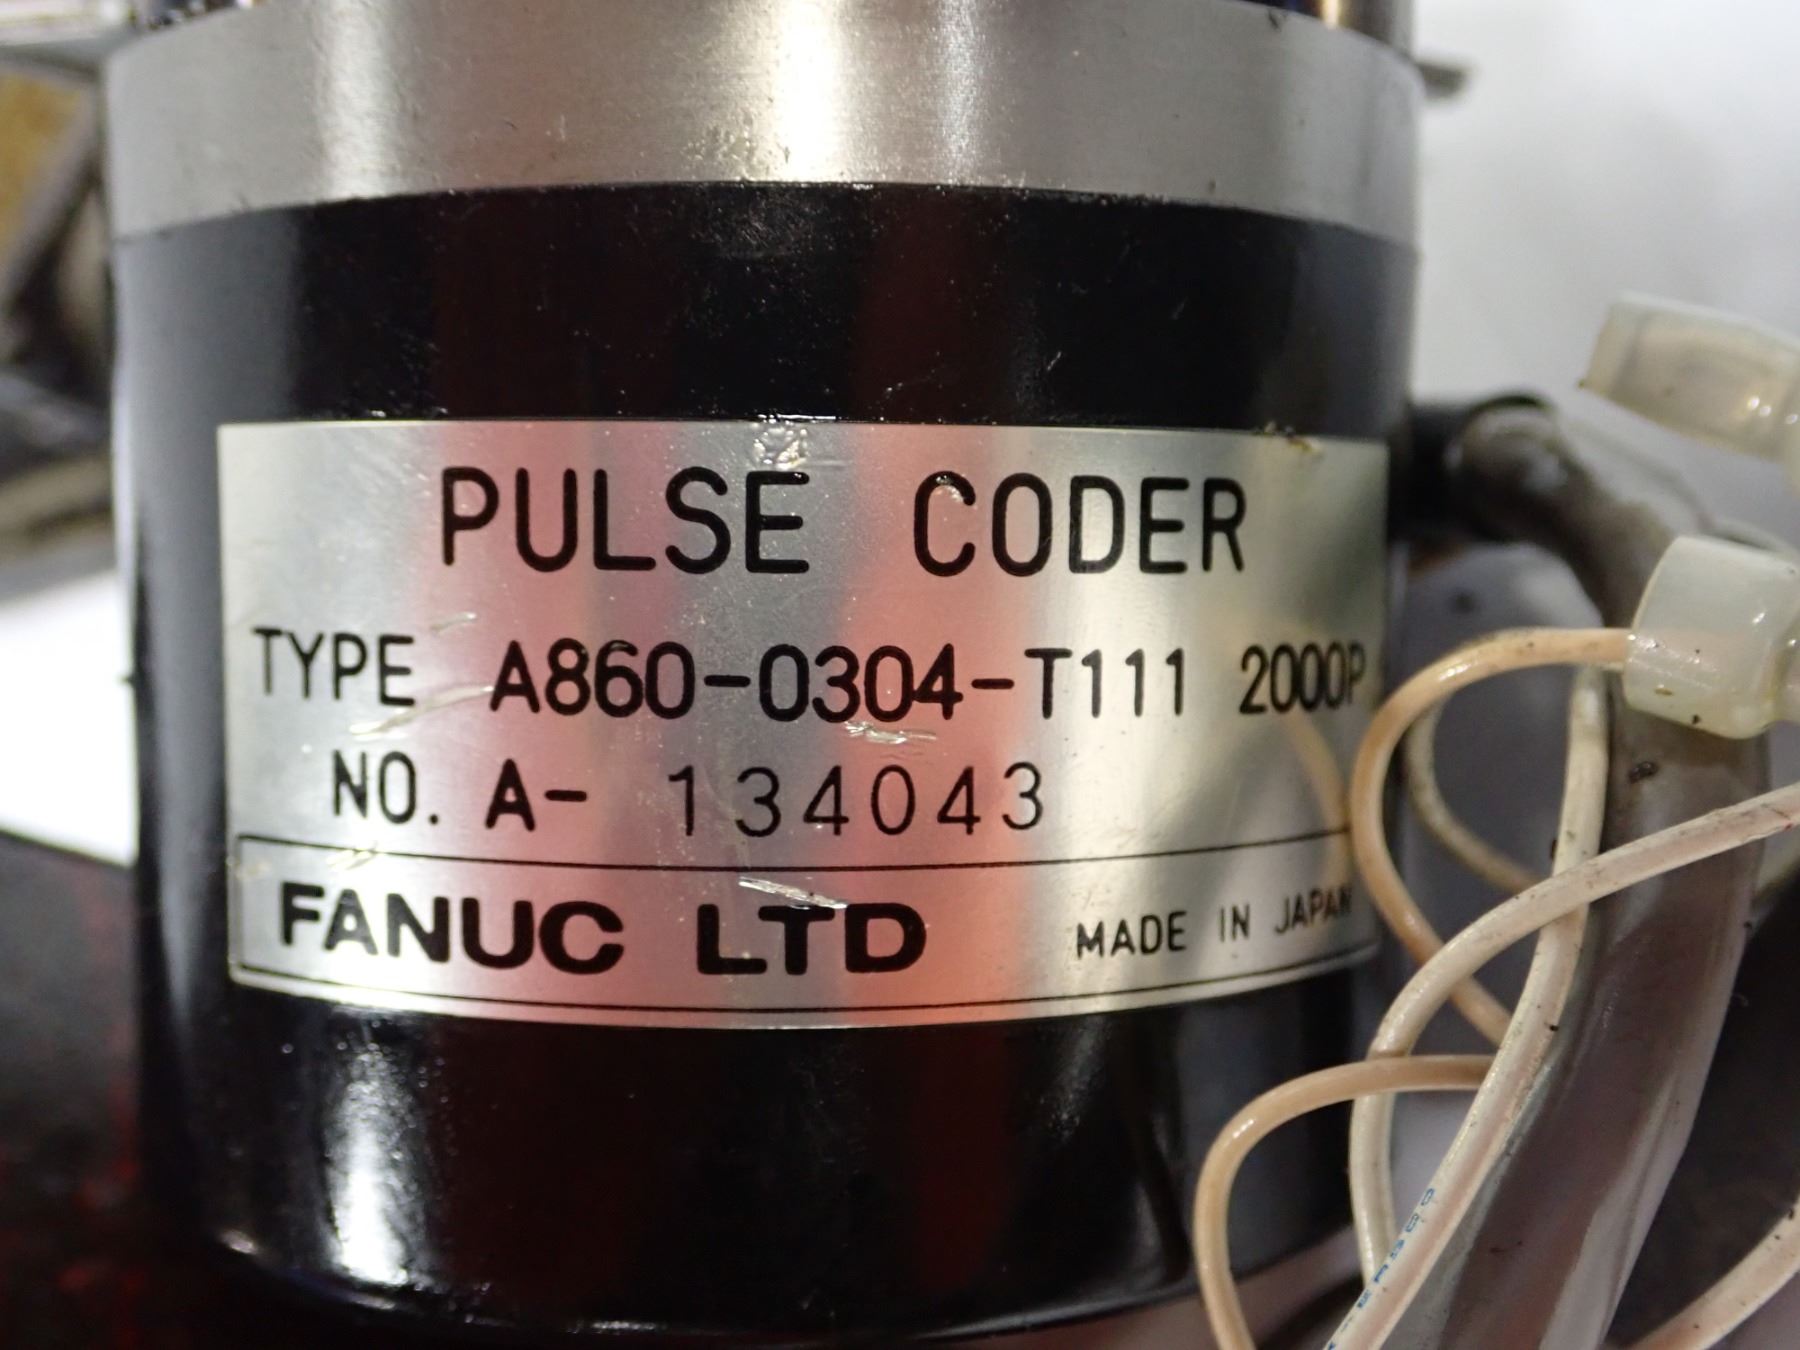 PULSE CODER
TYPE A860-0304-T111 2000P
NO. A- 134043
FANUC LTD MADE IN JAPAN